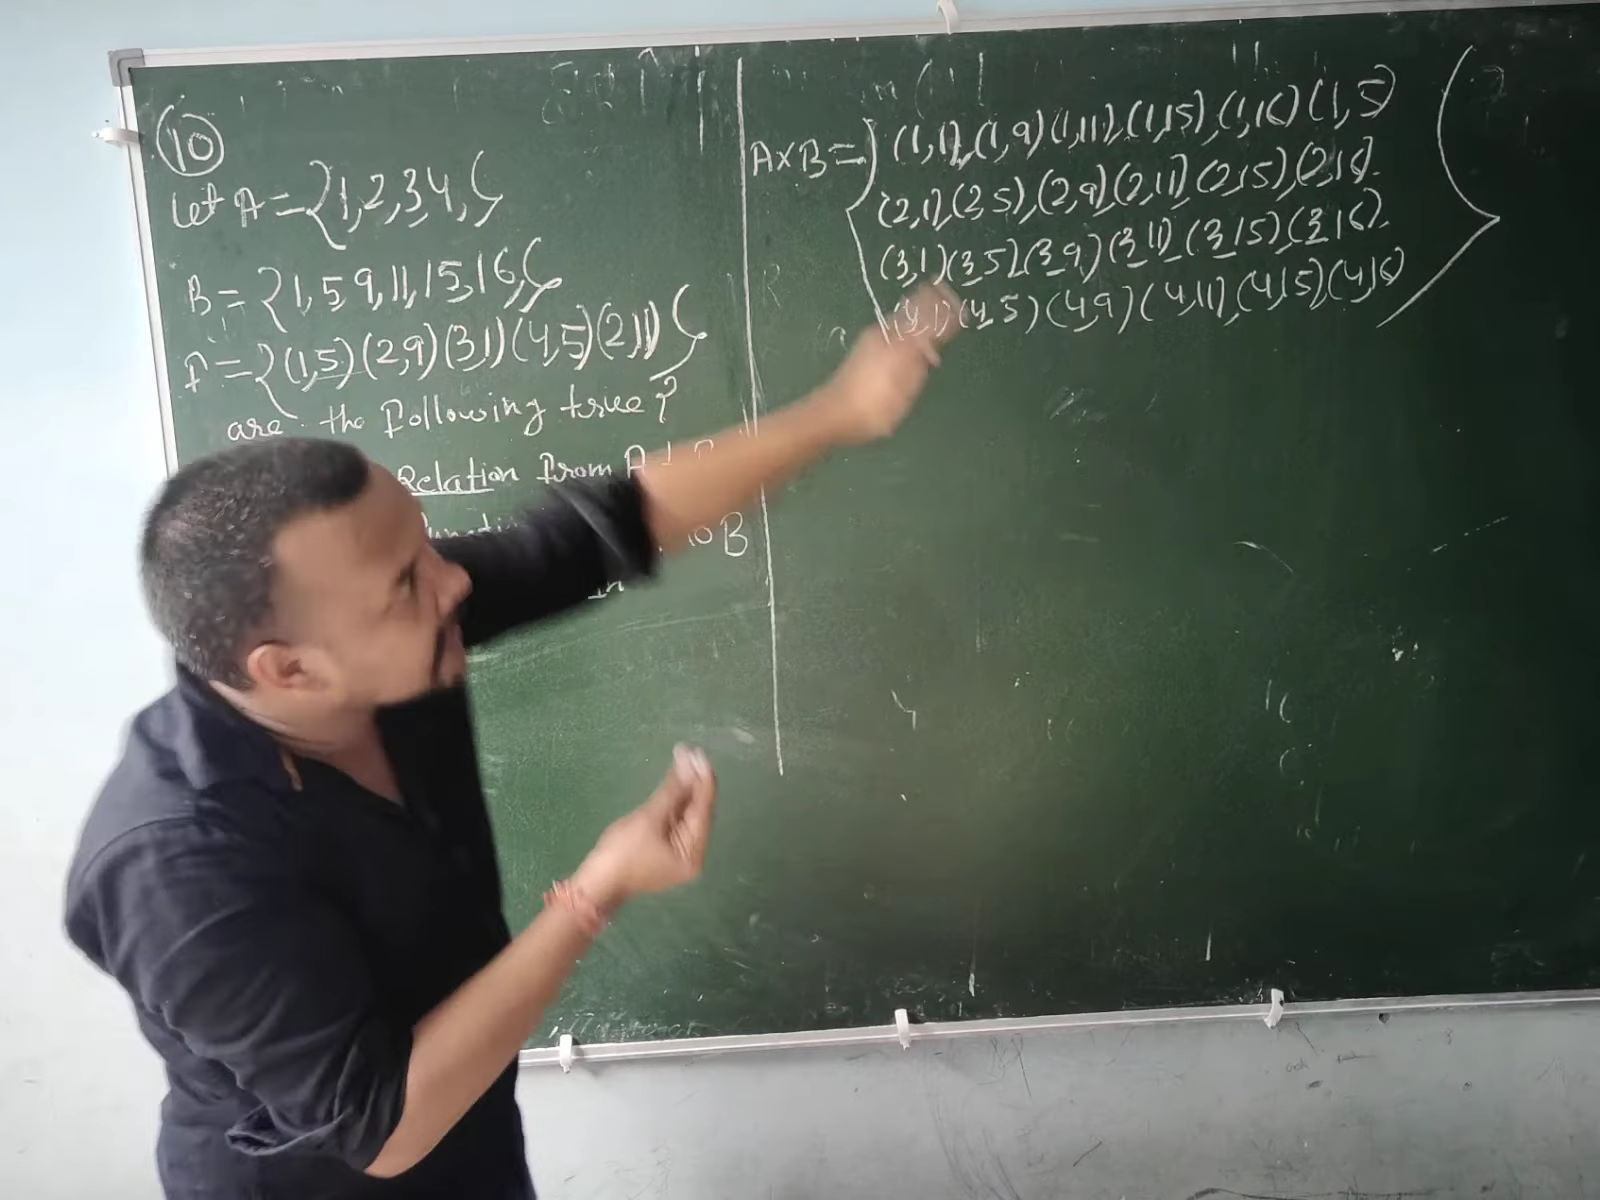 10
Let A = {1,2,3,4,}
B = {1,5 9,11,15,16,}
f = {(1,5)(2,9)(3,1)(4,5)(2,11)}
are the following true?
Relation from A
B
A×B = {(1,1),(1,9)(1,11),(1,15),(1,16)(1,5)
(2,1),(2,5),(2,9),(2,11)(2,15),(2,16).
(3,1)(3,5),(3,9)(3,11)(3,15)(3,16).
(4,1)(4,5)(4,9)(4,11),(4,15)(4,16)}